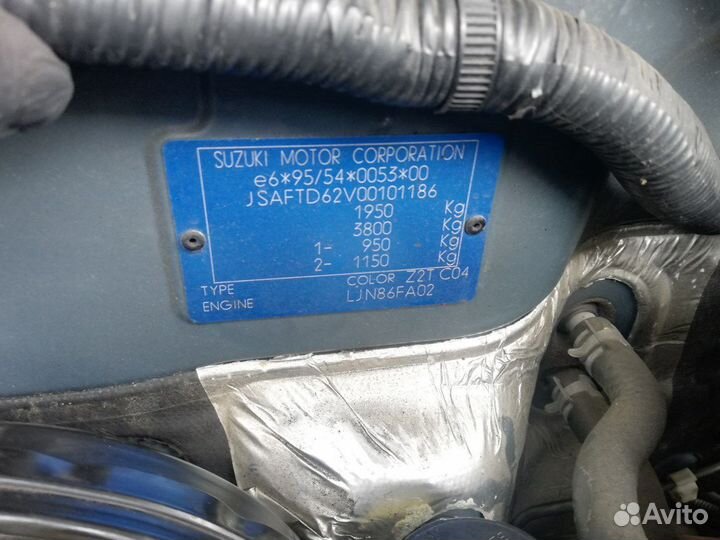 SUZUKI MOTOR CORPORATION
e6*95/54*0053*00
JSAFTD62V00101186
1950 Kg
3800 Kg
1- 950 Kg
2- 1150 Kg
TYPE COLOR Z2T C04
ENGINE LJN86FA02
Avito